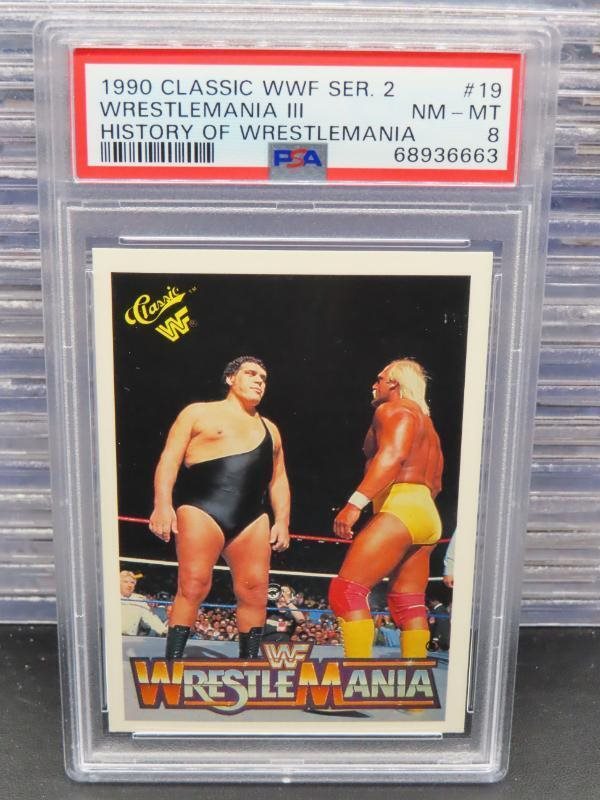 1990 CLASSIC WWF SER. 2 #19
WRESTLEMANIA III NM - MT
HISTORY OF WRESTLEMANIA 8
PSA 68936663
Classic™
WF®
WF
WRESTLEMANIA